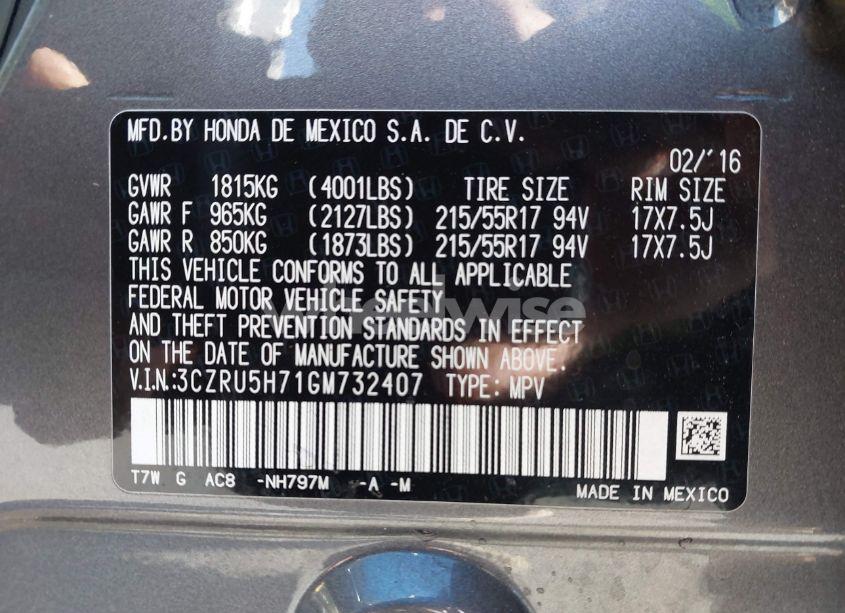 MFD.BY HONDA DE MEXICO S.A. DE C.V.
02/'16
GVWR 1815KG (4001LBS) TIRE SIZE RIM SIZE
GAWR F 965KG (2127LBS) 215/55R17 94V 17X7.5J
GAWR R 850KG (1873LBS) 215/55R17 94V 17X7.5J
THIS VEHICLE CONFORMS TO ALL APPLICABLE
FEDERAL MOTOR VEHICLE SAFETY
AND THEFT PREVENTION STANDARDS IN EFFECT
ON THE DATE OF MANUFACTURE SHOWN ABOVE.
V.I.N:3CZRU5H71GM732407 TYPE: MPV
T7W G AC8 -NH797M -A -M
MADE IN MEXICO
wheelwise